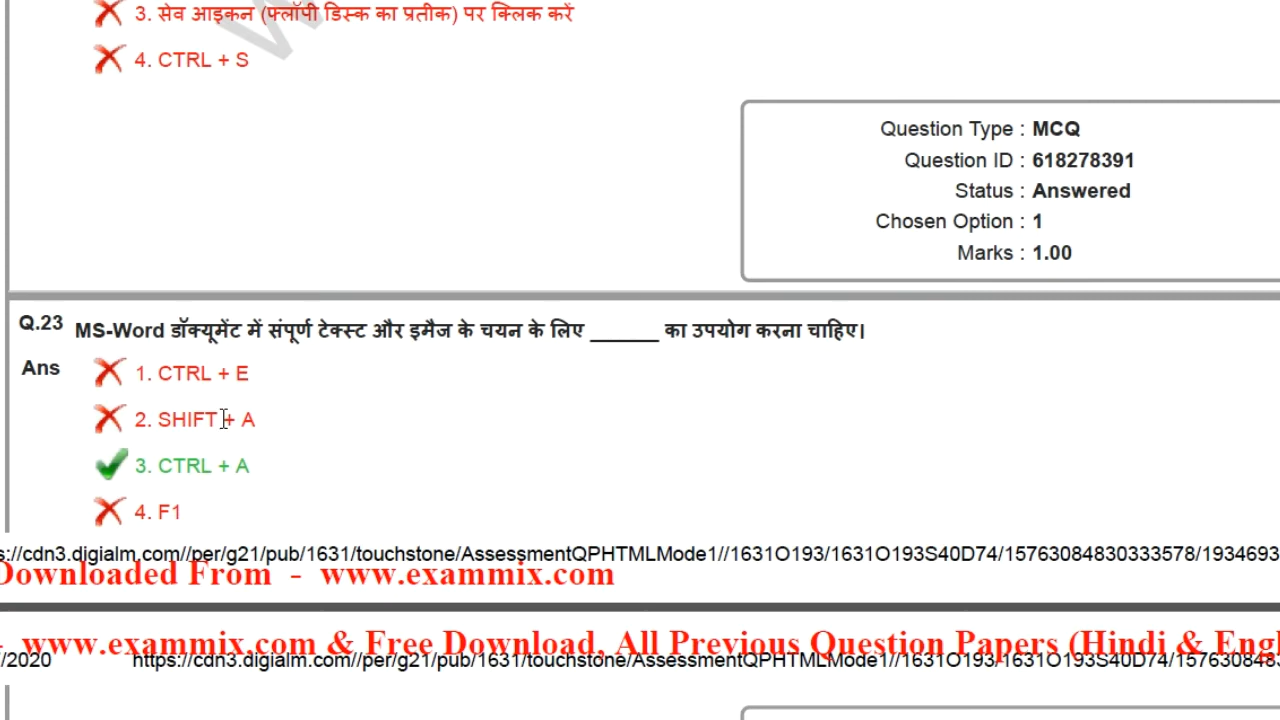 3. सेव आइकन (फ्लॉपी डिस्क का प्रतीक) पर क्लिक करें
4. CTRL + S
Question Type : MCQ
Question ID : 618278391
Status : Answered
Chosen Option : 1
Marks : 1.00
Q.23 MS-Word डॉक्यूमेंट में संपूर्ण टेक्स्ट और इमैज के चयन के लिए ______ का उपयोग करना चाहिए।
Ans 1. CTRL + E
2. SHIFT + A
3. CTRL + A
4. F1
s://cdn3.digialm.com//per/g21/pub/1631/touchstone/AssessmentQPHTMLMode1//1631O193/1631O193S40D74/15763084830333578/1934693
Downloaded From - www.exammix.com
- www.exammix.com & Free Download, All Previous Question Papers (Hindi & Engl
/2020 https://cdn3.digialm.com//per/g21/pub/1631/touchstone/AssessmentQPHTMLMode1//1631O193/1631O193S40D74/157630848